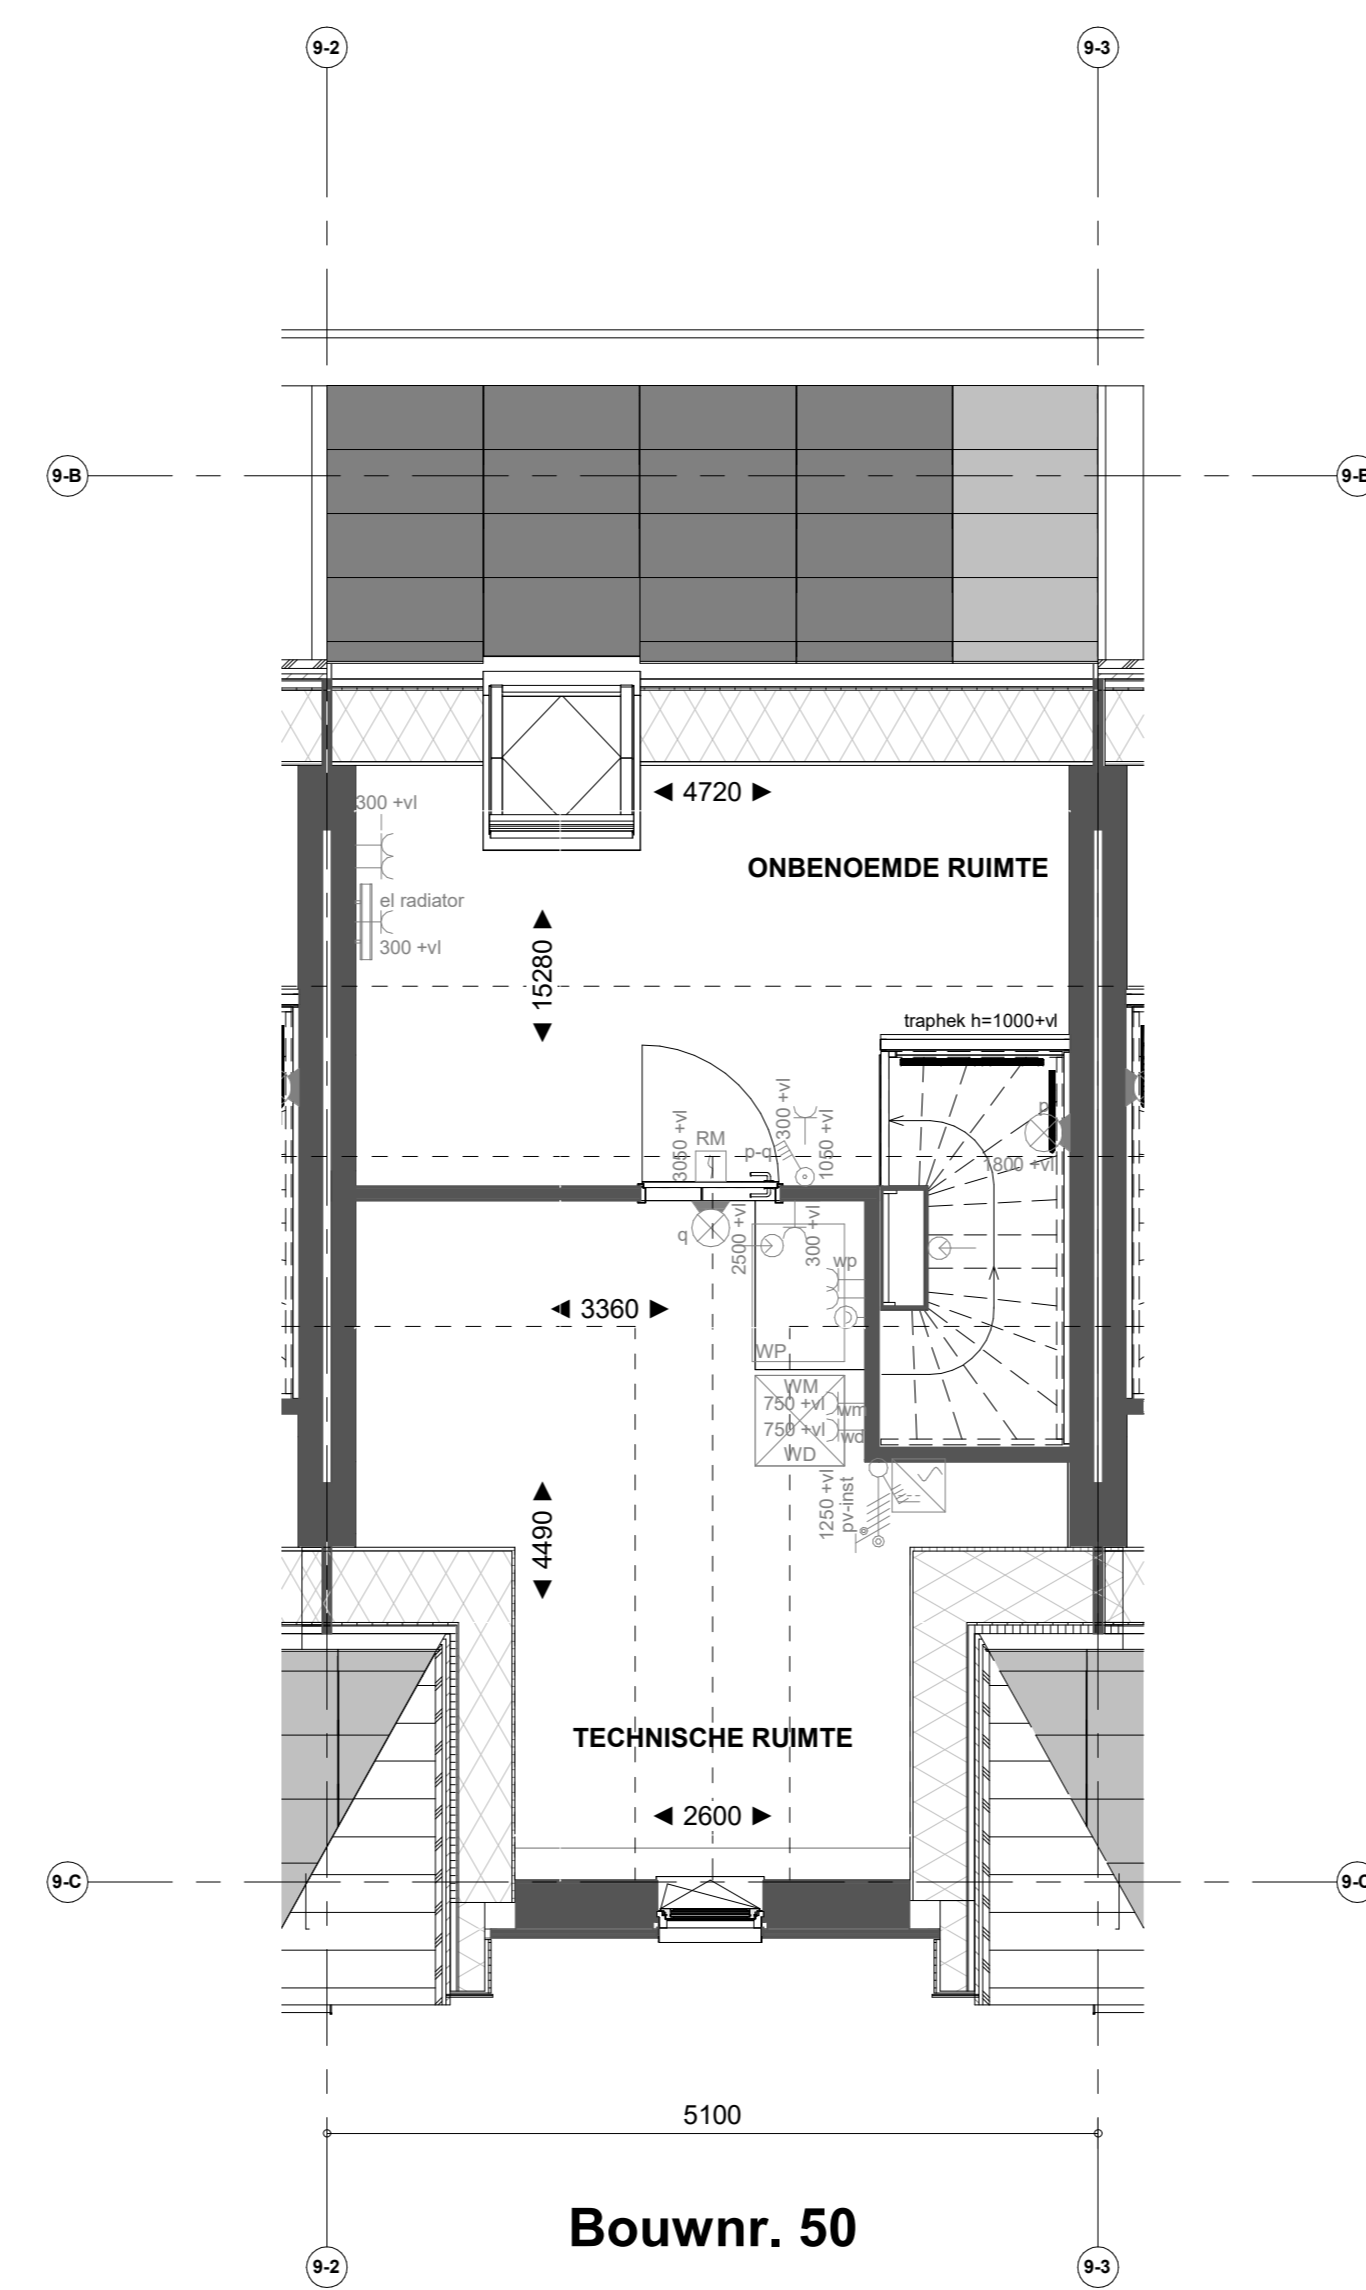 9-2
9-3
9-B
9-B
4720
300 +vl
ONBENOEMDE RUIMTE
el radiator
300 +vl
15280
traphek h=1000+vl
3050 +vl
RM
p-q
300 +vl
1050 +vl
p
1800 +vl
q
2500 +vl
300 +vl
wp
3360
WP
WM
750 +vl
wm
750 +vl
wd
WD
1250 +vl
pv-inst
4490
TECHNISCHE RUIMTE
2600
9-C
9-C
5100
Bouwnr. 50
9-2
9-3